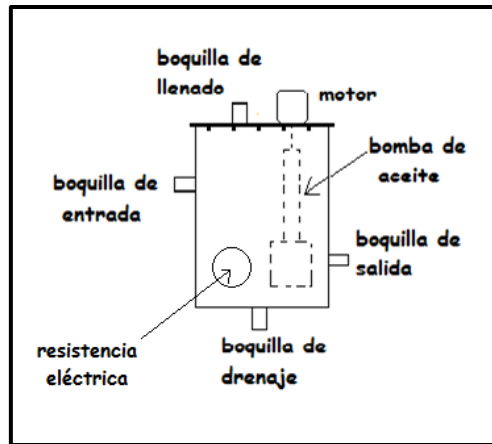 boquilla de
llenado
motor
bomba de
aceite
boquilla de
entrada
boquilla de
salida
resistencia
eléctrica
boquilla de
drenaje